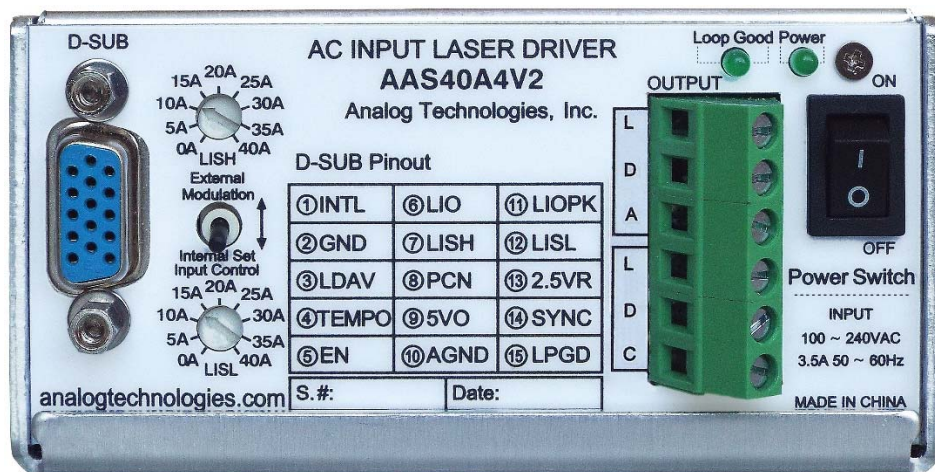 D-SUB
AC INPUT LASER DRIVER
AAS40A4V2
Analog Technologies, Inc.
Loop Good Power
OUTPUT
ON
0A 5A 10A 15A 20A 25A 30A 35A 40A
LISH
External
Modulation
Internal Set
Input Control
0A 5A 10A 15A 20A 25A 30A 35A 40A
LISL
D-SUB Pinout
①INTL ⑥LIO ⑪LIOPK
②GND ⑦LISH ⑫LISL
③LDAV ⑧PCN ⑬2.5VR
④TEMPO ⑨5VO ⑭SYNC
⑤EN ⑩AGND ⑮LPGD
S.#: Date:
L
D
A
L
D
C
I
O
OFF
Power Switch
INPUT
100 ~ 240VAC
3.5A 50 ~ 60Hz
analogtechnologies.com
MADE IN CHINA